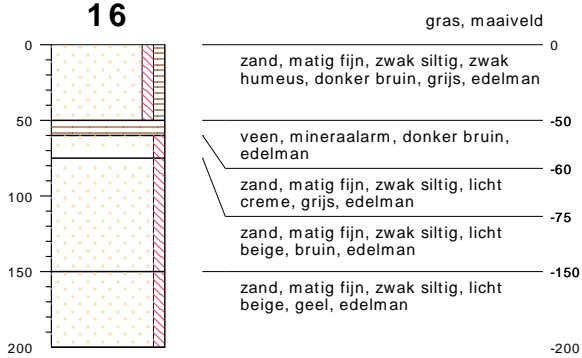 16
gras, maaiveld
0
0
zand, matig fijn, zwak siltig, zwak
humeus, donker bruin, grijs, edelman
50
-50
veen, mineraalarm, donker bruin,
edelman
-60
zand, matig fijn, zwak siltig, licht
creme, grijs, edelman
100
-75
zand, matig fijn, zwak siltig, licht
beige, bruin, edelman
150
-150
zand, matig fijn, zwak siltig, licht
beige, geel, edelman
200
-200